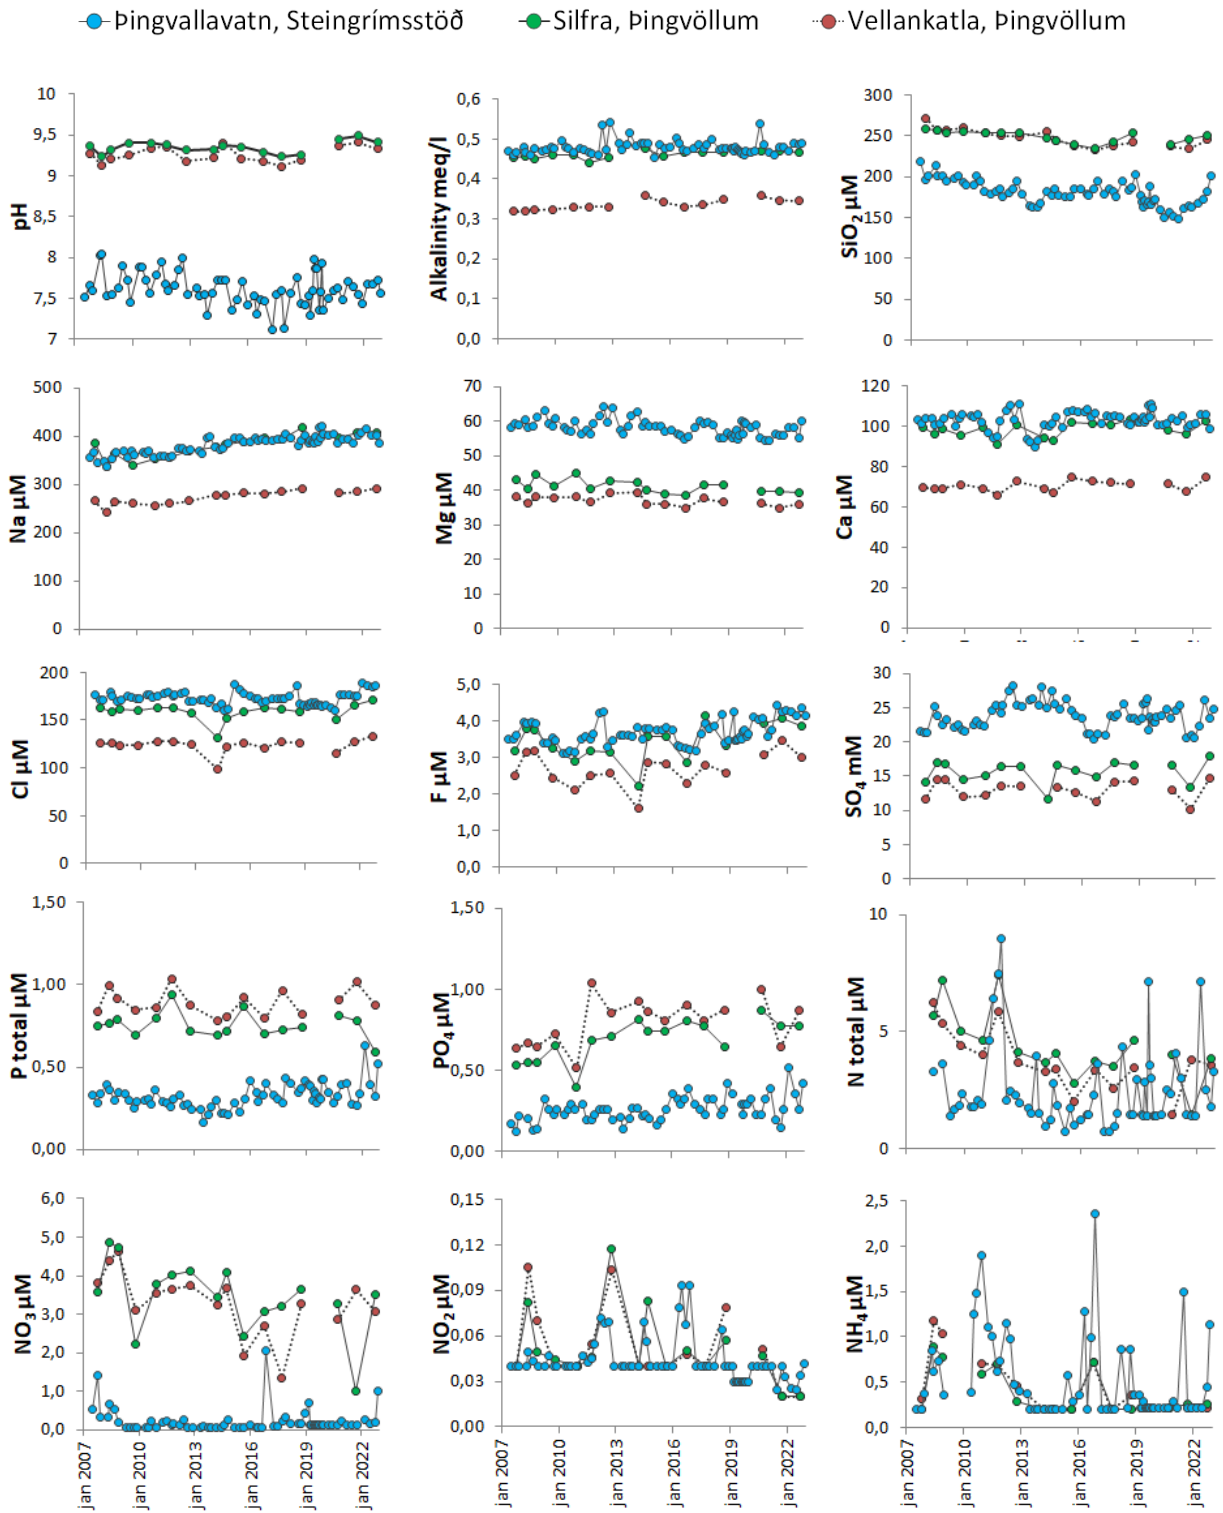 Þingvallavatn, Steingrímsstöð Silfra, Þingvöllum Vellankatla, Þingvöllum
pH
10
9,5
9
8,5
8
7,5
7
Alkalinity meq/l
0,6
0,5
0,4
0,3
0,2
0,1
0,0
SiO2 µM
300
250
200
150
100
50
0
Na µM
500
400
300
200
100
0
Mg µM
70
60
50
40
30
20
10
0
Ca µM
120
100
80
60
40
20
0
Cl µM
200
150
100
50
0
F µM
5,0
4,0
3,0
2,0
1,0
0,0
SO4 mM
30
25
20
15
10
5
0
P total µM
1,50
1,00
0,50
0,00
PO4 µM
1,50
1,00
0,50
0,00
N total µM
10
5
0
NO3 µM
6,0
5,0
4,0
3,0
2,0
1,0
0,0
jan 2007
jan 2010
jan 2013
jan 2016
jan 2019
jan 2022
NO2 µM
0,15
0,12
0,09
0,06
0,03
0,00
jan 2007
jan 2010
jan 2013
jan 2016
jan 2019
jan 2022
NH4 µM
2,5
2,0
1,5
1,0
0,5
0,0
jan 2007
jan 2010
jan 2013
jan 2016
jan 2019
jan 2022